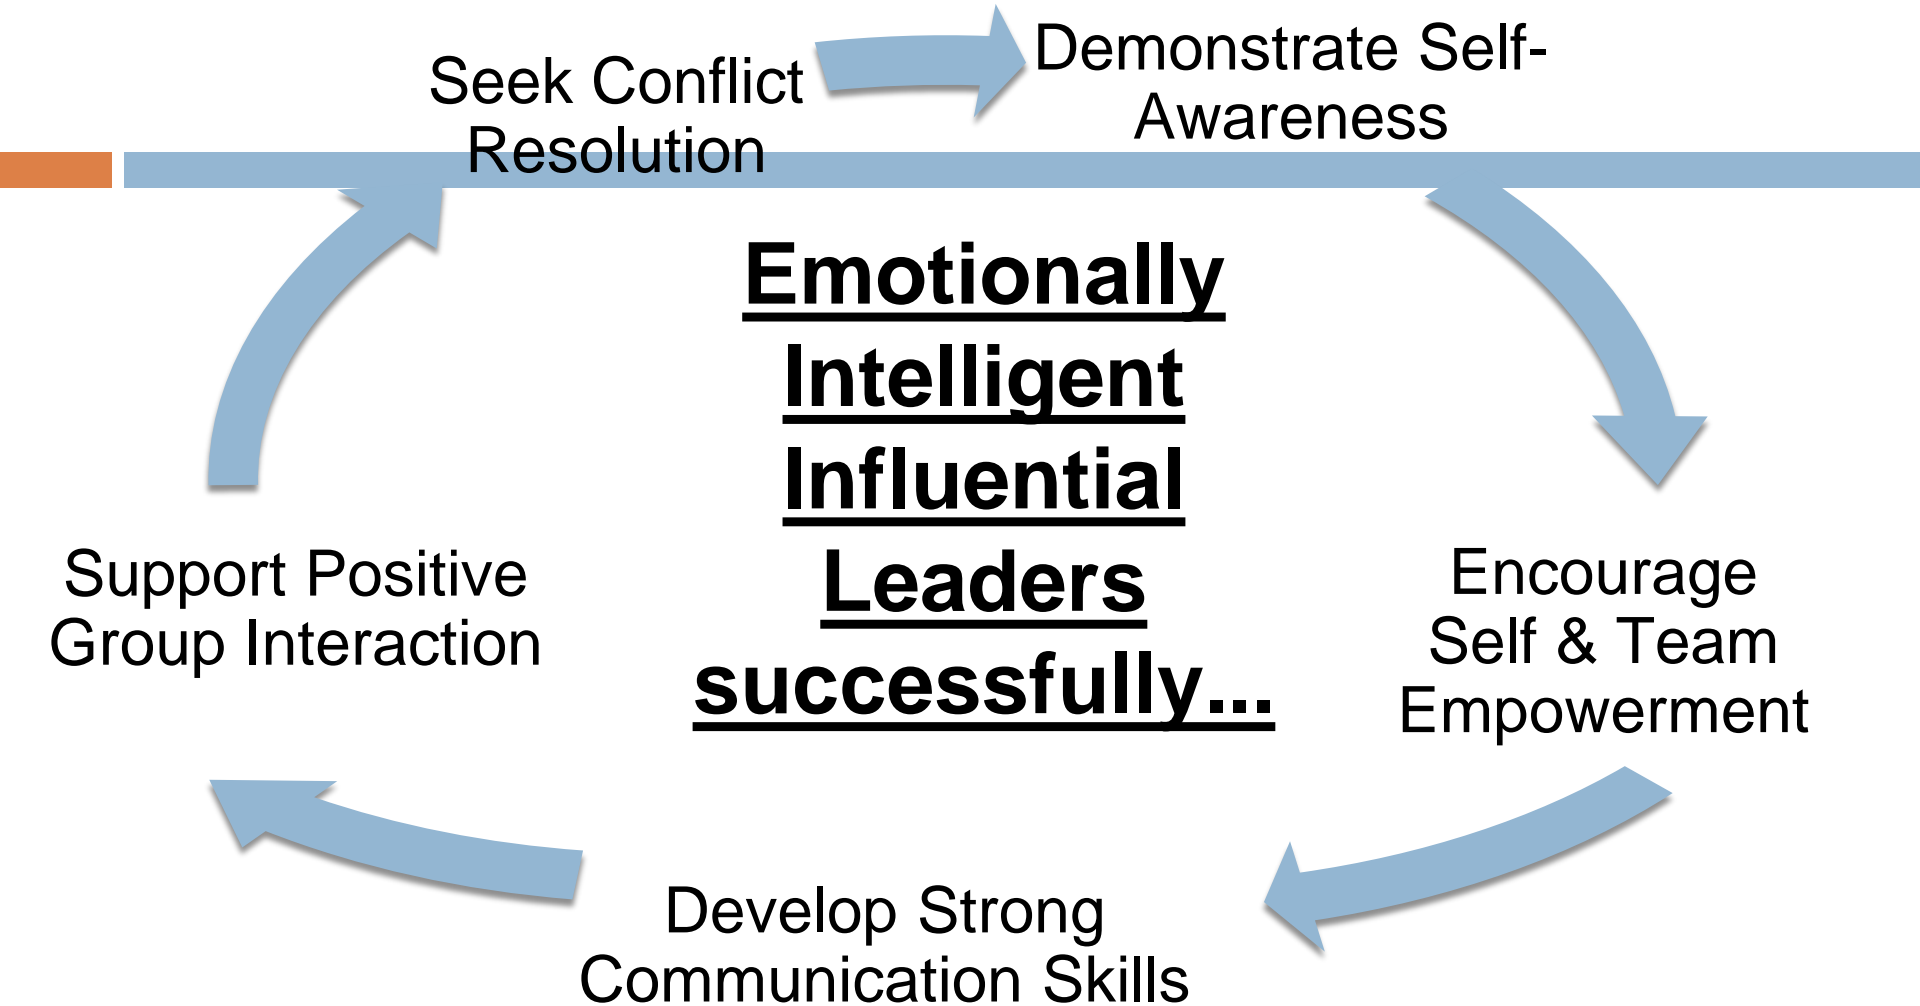 Seek Conflict
Resolution
Demonstrate Self-
Awareness
Emotionally
Intelligent
Influential
Leaders
successfully...
Support Positive
Group Interaction
Encourage
Self & Team
Empowerment
Develop Strong
Communication Skills